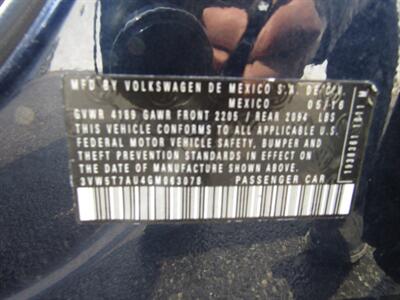 MFD BY VOLKSWAGEN DE MEXICO S.A. DE C.V.
MEXICO 05/16
GVWR 4189 GAWR FRONT 2205 / REAR 2094 LBS
THIS VEHICLE CONFORMS TO ALL APPLICABLE
FEDERAL MOTOR VEHICLE SAFETY, BUMPER AND
THEFT PREVENTION STANDARDS IN EFFECT ON
THE DATE OF MANUFACTURE SHOWN ABOVE.
3VW5T7AU4GM063078 PASSENGER CAR